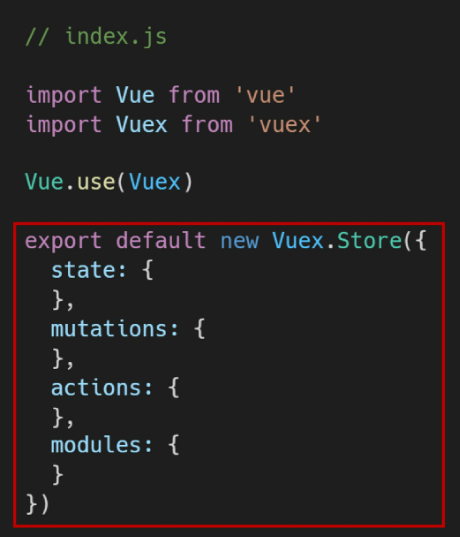 // index.js
import Vue from 'vue'
import Vuex from 'vuex'
Vue.use(Vuex)
export default new Vuex.Store({
  state: {
  },
  mutations: {
  },
  actions: {
  },
  modules: {
  }
})